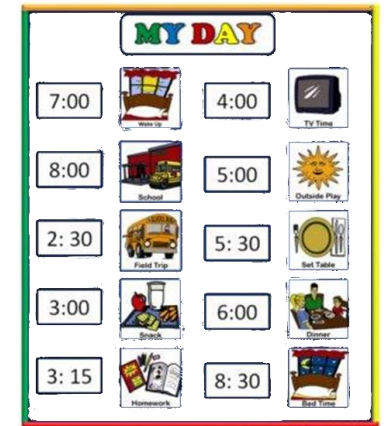 MY DAY
7:00
Wake Up
4:00
TV Time
8:00
School
5:00
Outside Play
2: 30
Field Trip
5: 30
Set Table
3:00
Snack
6:00
Dinner
3: 15
Homework
8: 30
Bed Time